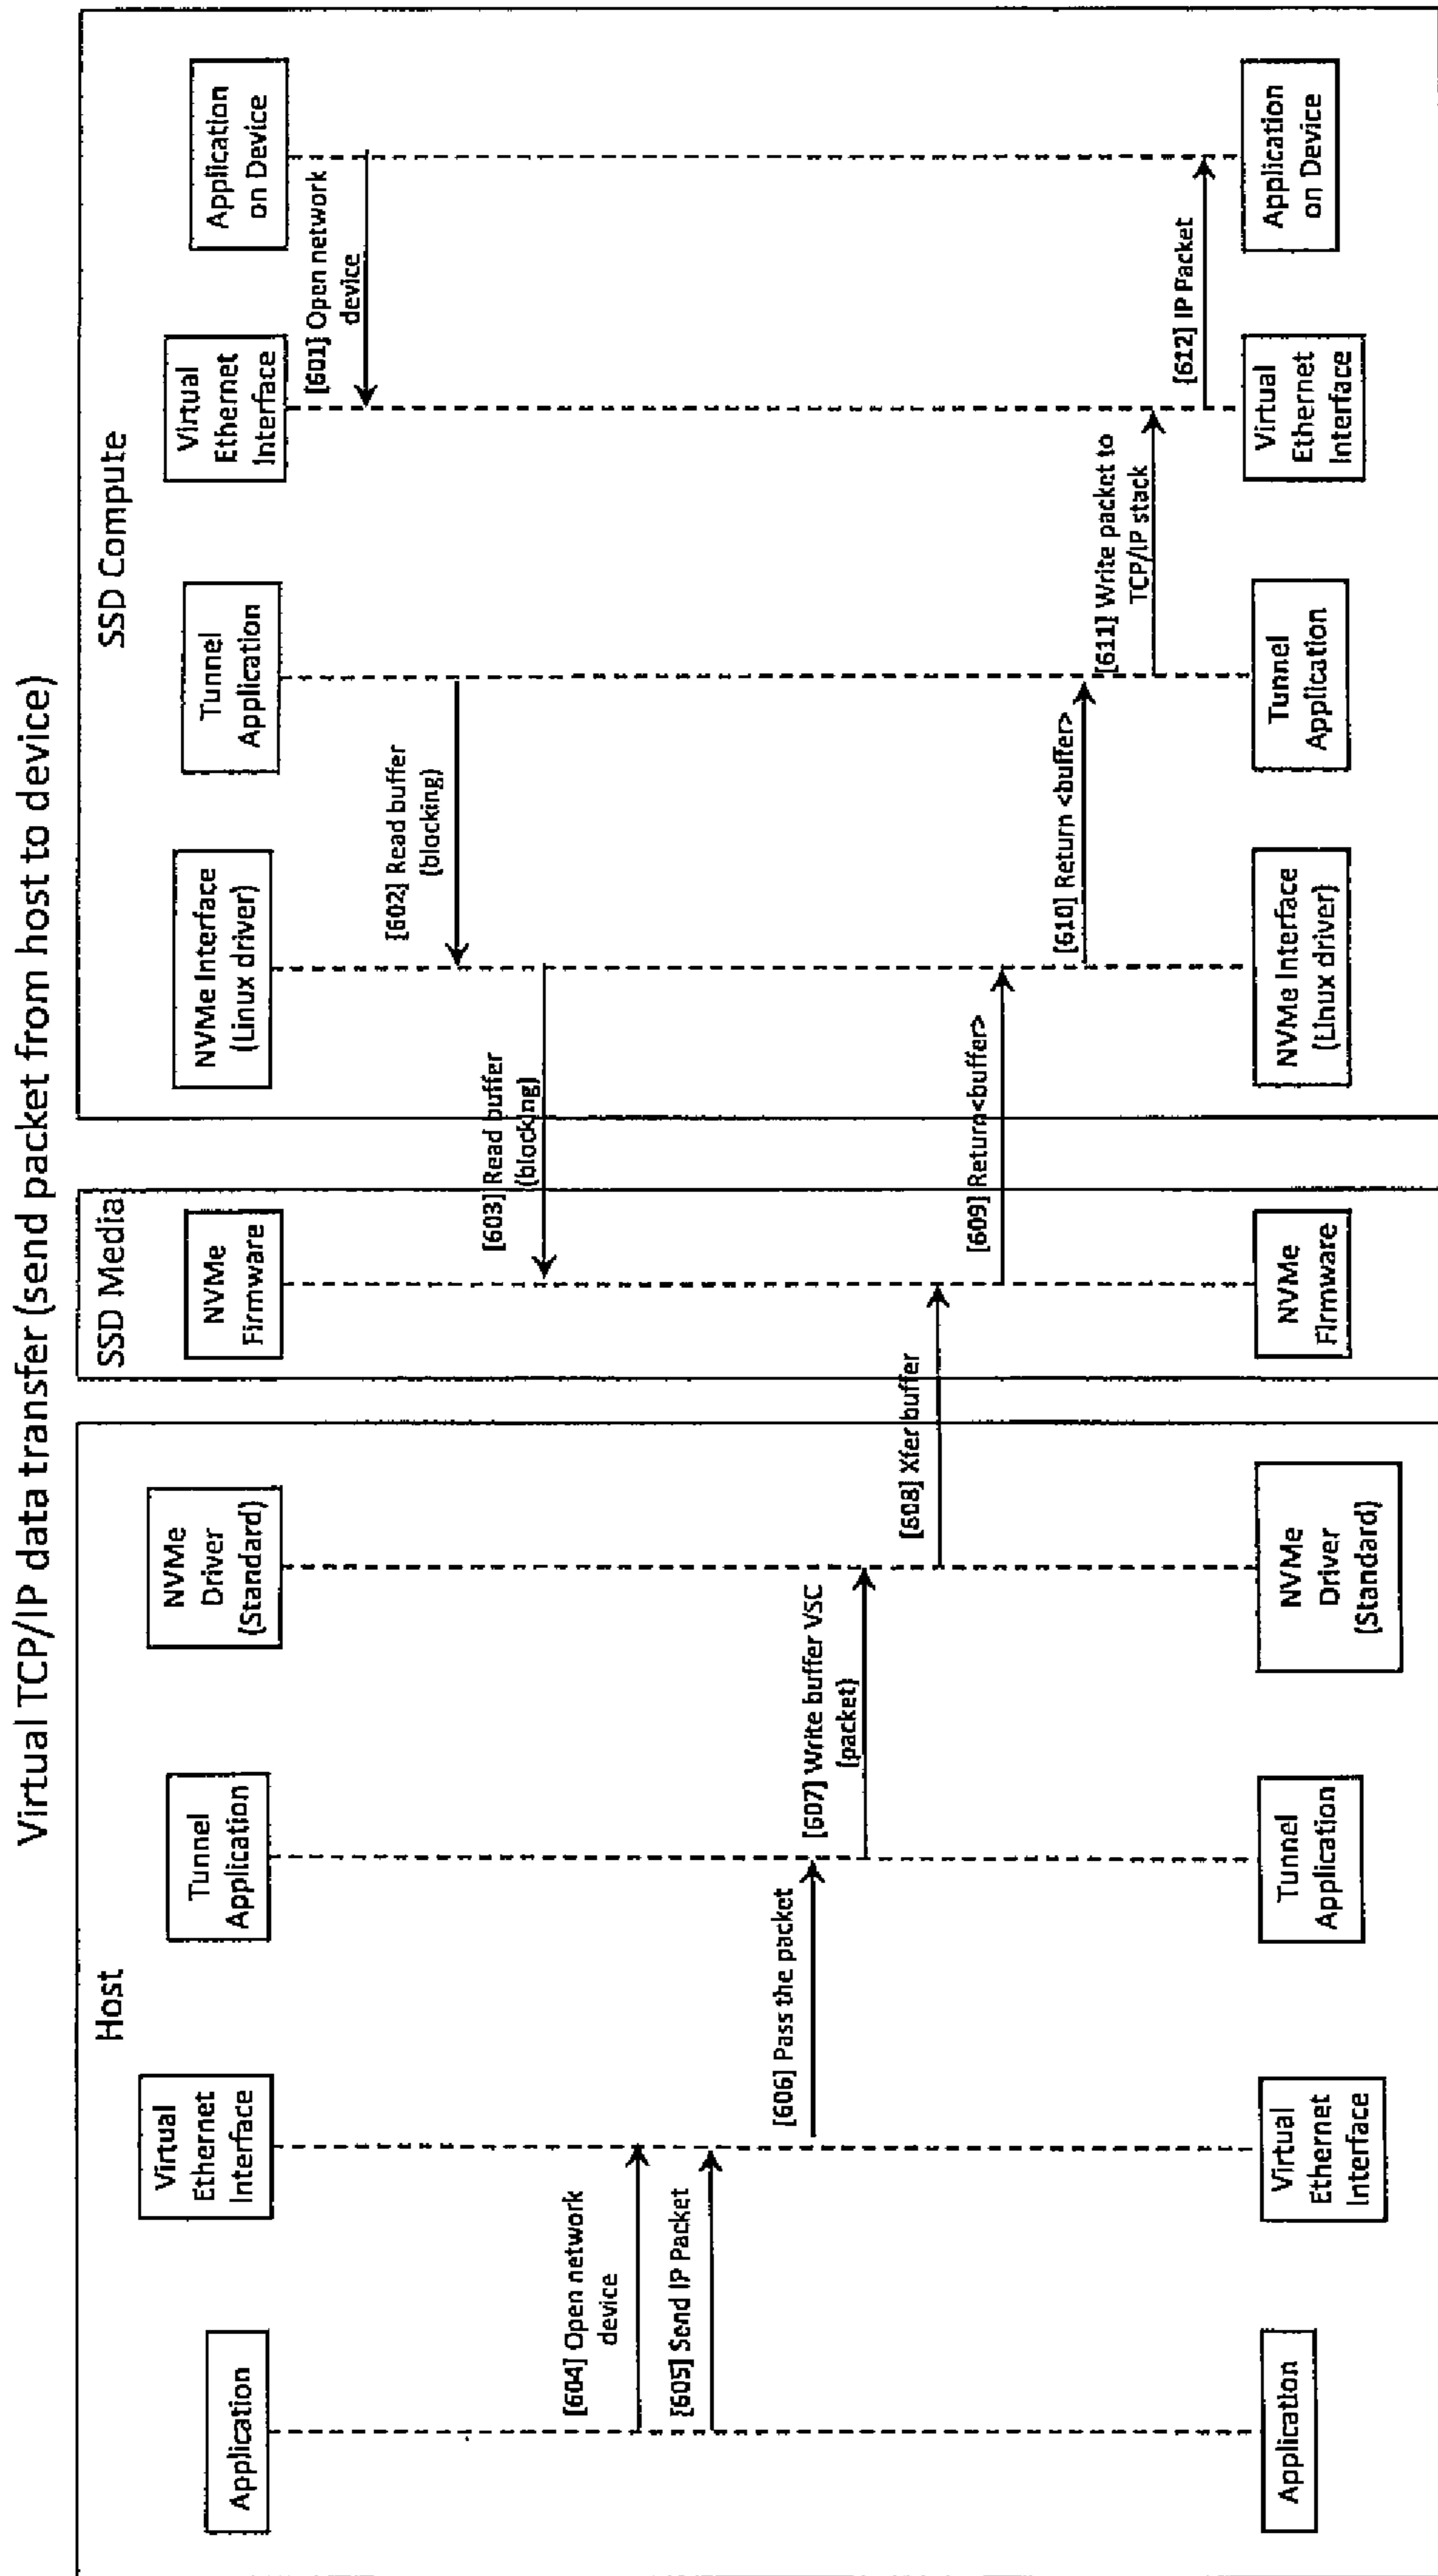 Virtual TCP/IP data transfer (send packet from host to device)
Host
SSD Media
SSD Compute
Application
Virtual
Ethernet
Interface
Tunnel
Application
NVMe
Driver
(Standard)
NVMe
Firmware
NVMe Interface
(Linux driver)
Tunnel
Application
Virtual
Ethernet
Interface
Application
on Device
[601] Open network
device
[602] Read buffer
(blocking)
[603] Read buffer
(blocking)
[604] Open network
device
[605] Send IP Packet
[606] Pass the packet
[607] Write buffer VSC
(packet)
[608] Xfer buffer
[609] Return<buffer>
[610] Return <buffer>
[611] Write packet to
TCP/IP stack
[612] IP Packet
Application
Virtual
Ethernet
Interface
Tunnel
Application
NVMe
Driver
(Standard)
NVMe
Firmware
NVMe Interface
(Linux driver)
Tunnel
Application
Virtual
Ethernet
Interface
Application
on Device